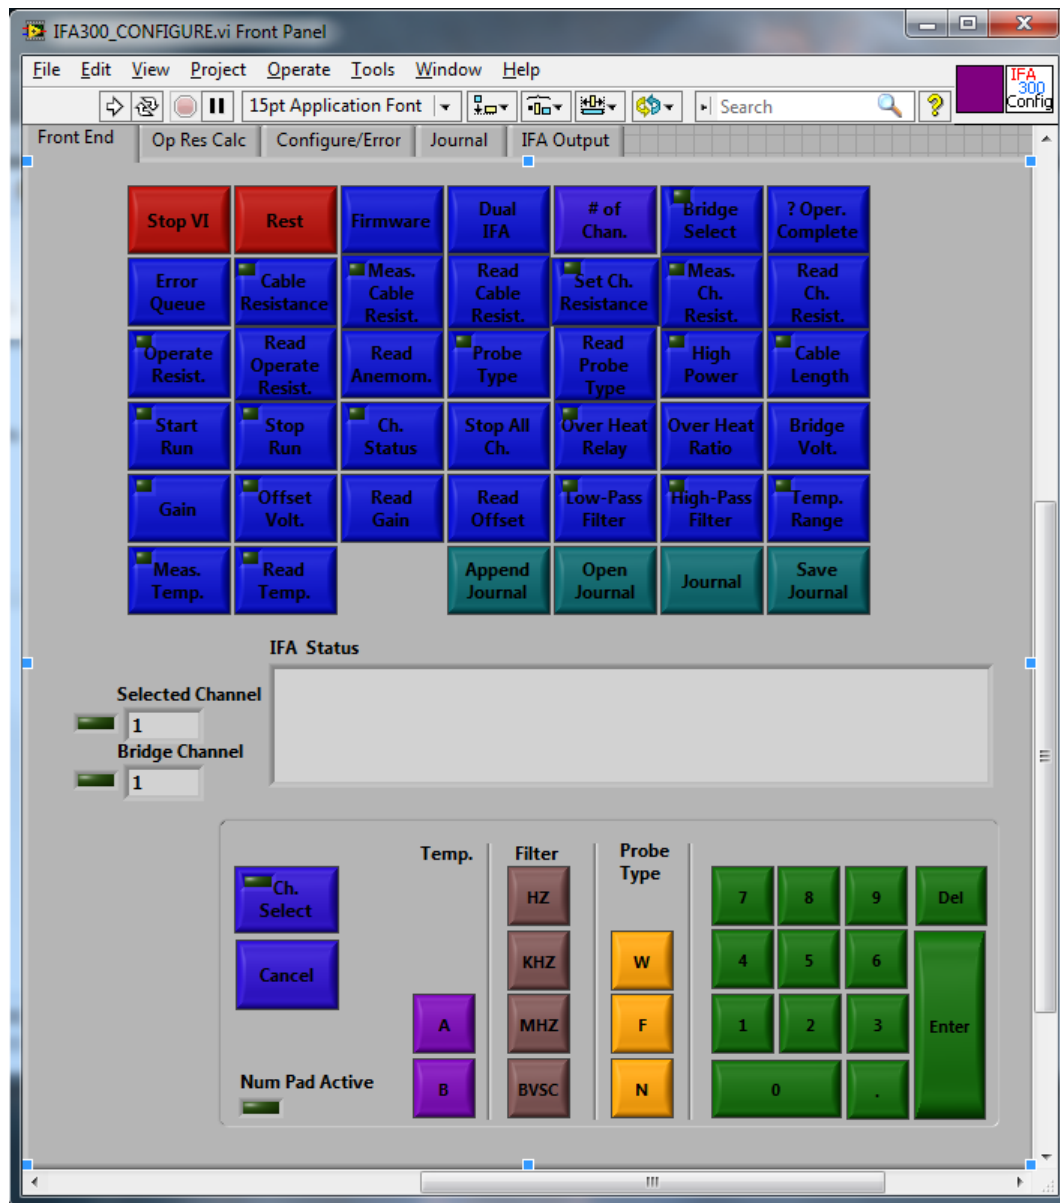 IFA300_CONFIGURE.vi Front Panel
File Edit View Project Operate Tools Window Help
15pt Application Font Search
IFA
300
Config
Front End Op Res Calc Configure/Error Journal IFA Output
Stop VI
Rest
Firmware
Dual
IFA
# of
Chan.
Bridge
Select
? Oper.
Complete
Error
Queue
Cable
Resistance
Meas.
Cable
Resist.
Read
Cable
Resist.
Set Ch.
Resistance
Meas.
Ch.
Resist.
Read
Ch.
Resist.
Operate
Resist.
Read
Operate
Resist.
Read
Anemom.
Probe
Type
Read
Probe
Type
High
Power
Cable
Length
Start
Run
Stop
Run
Ch.
Status
Stop All
Ch.
Over Heat
Relay
Over Heat
Ratio
Bridge
Volt.
Gain
Offset
Volt.
Read
Gain
Read
Offset
Low-Pass
Filter
High-Pass
Filter
Temp.
Range
Meas.
Temp.
Read
Temp.
Append
Journal
Open
Journal
Journal
Save
Journal
IFA Status
Selected Channel
1
Bridge Channel
1
Ch.
Select
Cancel
Num Pad Active
Temp.
A
B
Filter
HZ
KHZ
MHZ
BVSC
Probe
Type
W
F
N
7 8 9 Del
4 5 6
1 2 3 Enter
0 .